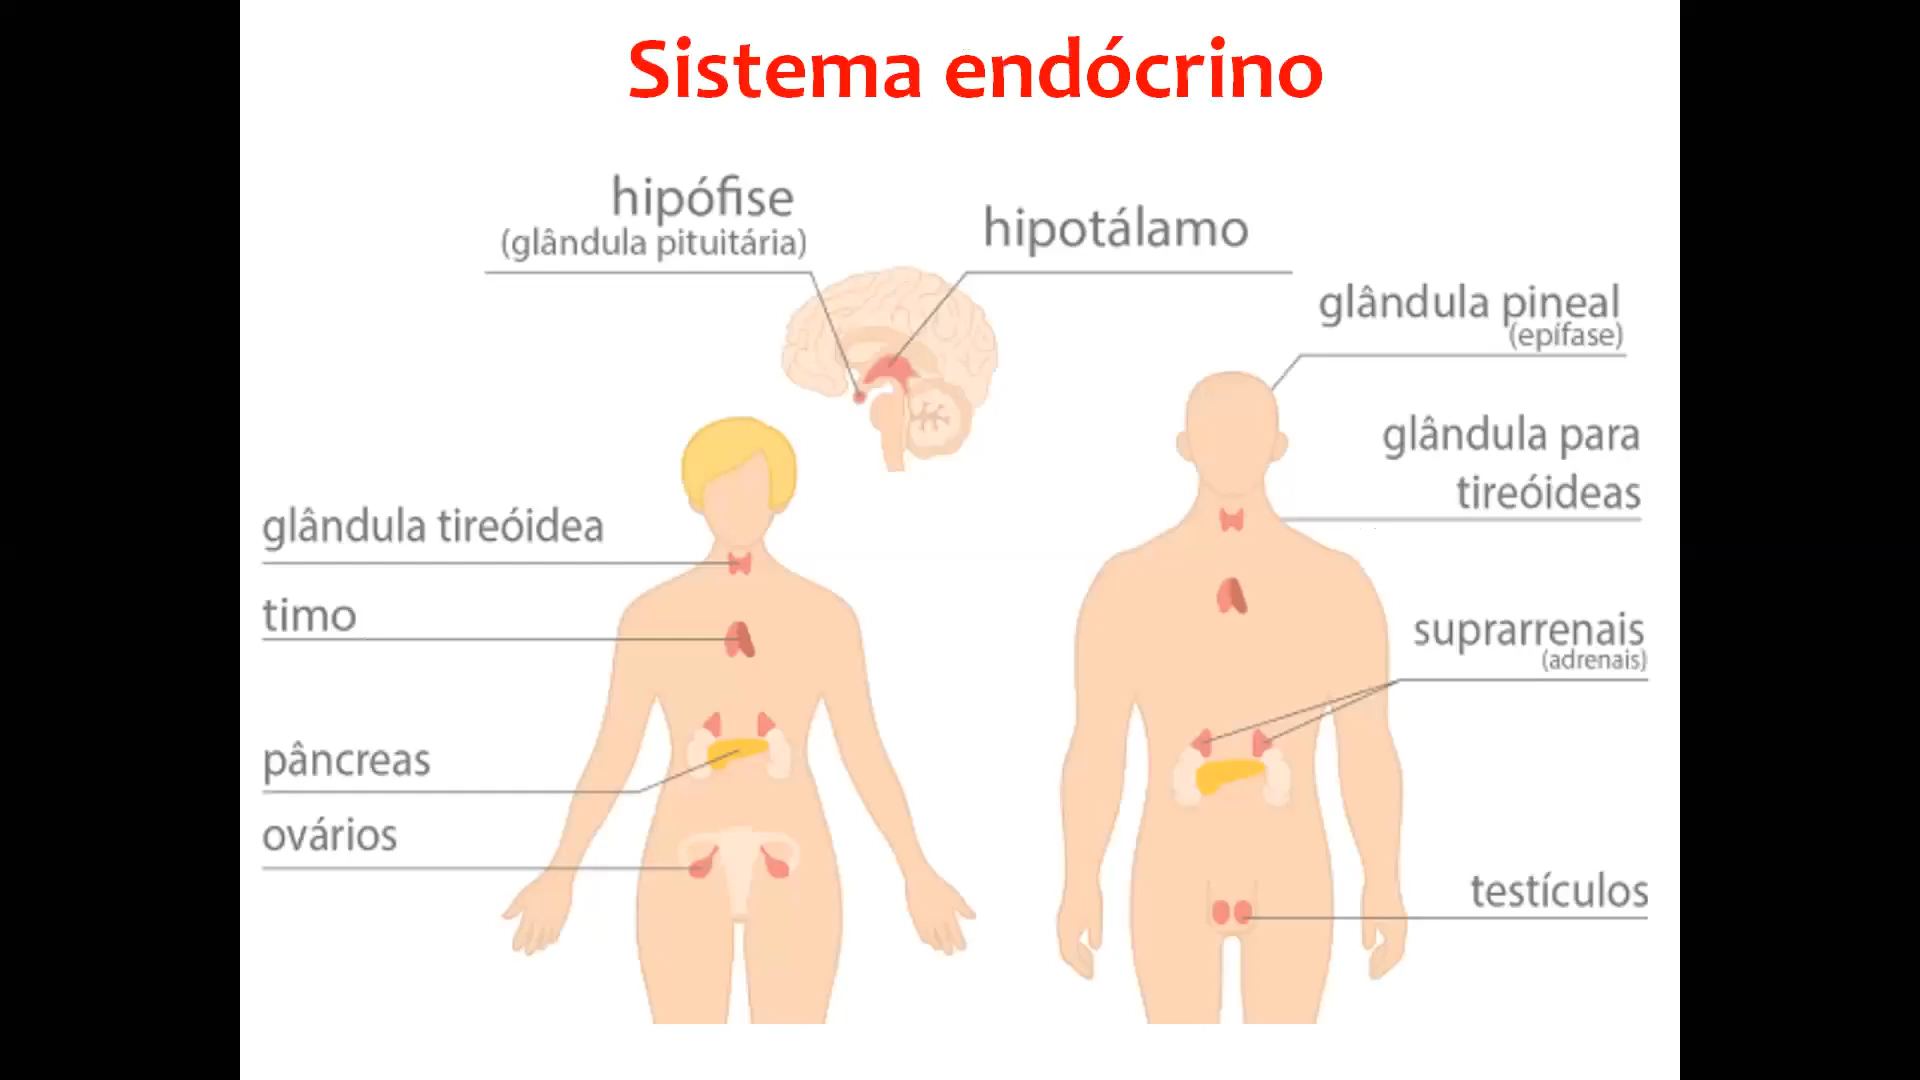 Sistema endócrino
hipófise
(glândula pituitária)
hipotálamo
glândula pineal
(epífase)
glândula para
tireóideas
suprarrenais
(adrenais)
testículos
glândula tireóidea
timo
pâncreas
ovários